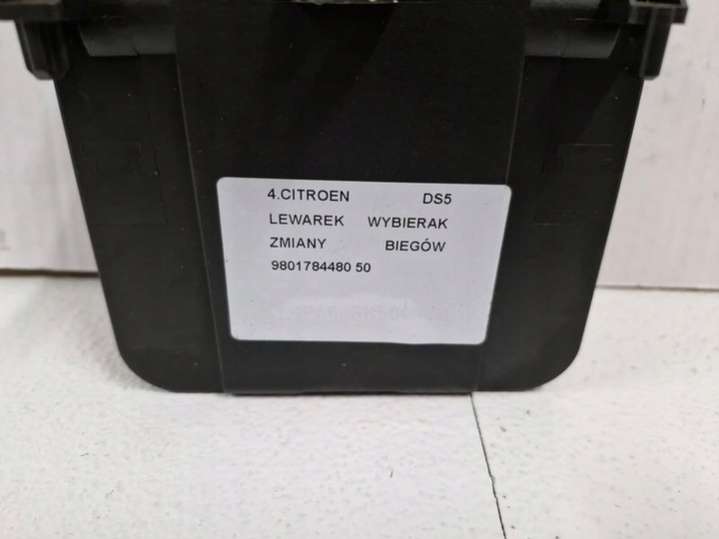 4.CITROEN DS5
LEWAREK WYBIERAK
ZMIANY BIEGÓW
9801784480 50